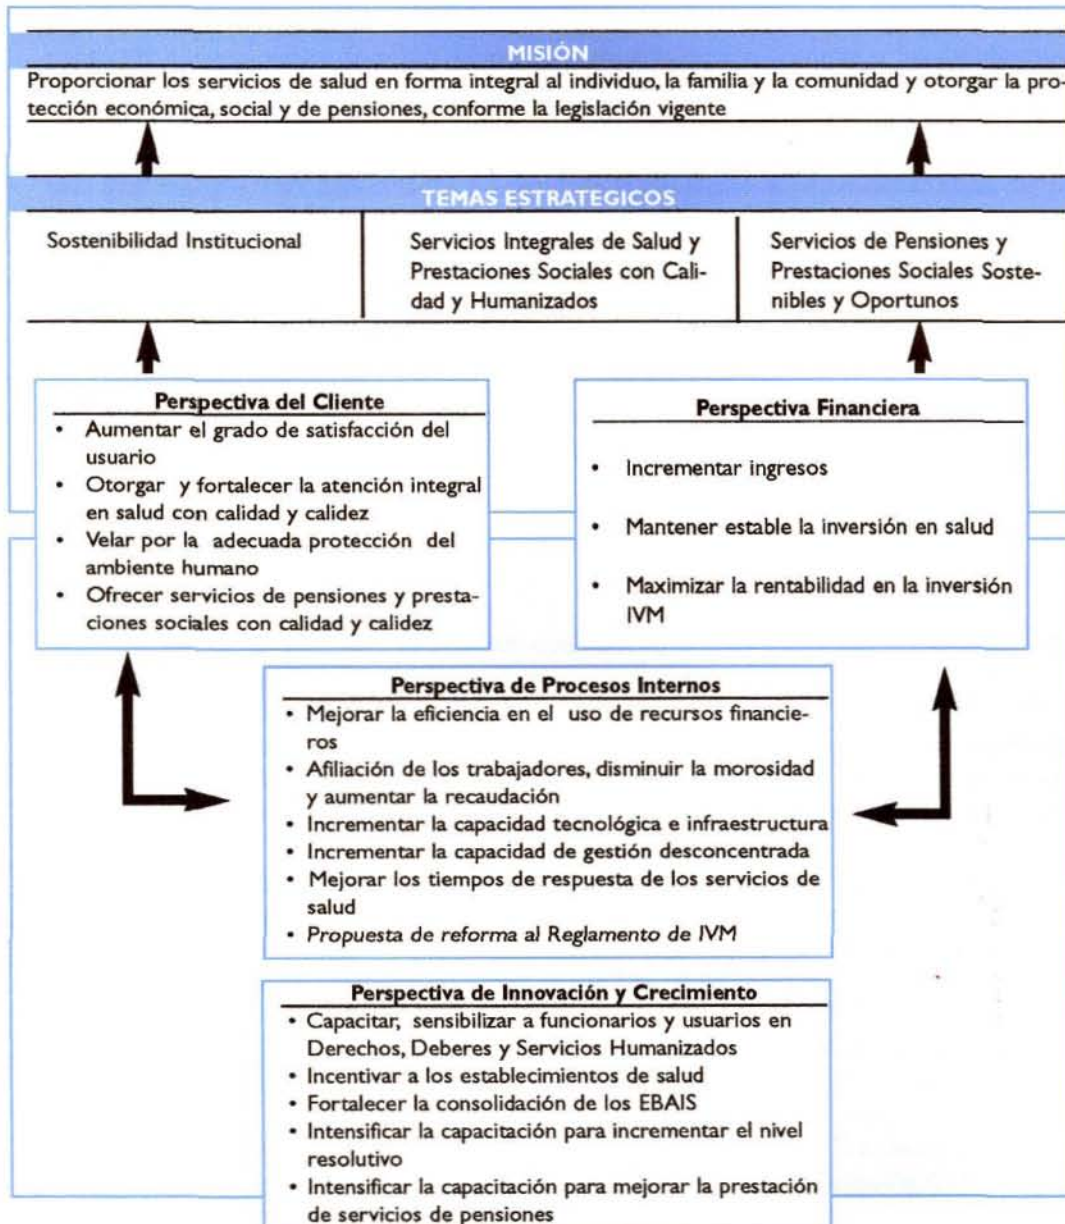 MISIÓN
Proporcionar los servicios de salud en forma integral al individuo, la familia y la comunidad y otorgar la pro-
tección económica, social y de pensiones, conforme la legislación vigente
TEMAS ESTRATEGICOS
Sostenibilidad Institucional
Servicios Integrales de Salud y
Prestaciones Sociales con Cali-
dad y Humanizados
Servicios de Pensiones y
Prestaciones Sociales Soste-
nibles y Oportunos
Perspectiva del Cliente
• Aumentar el grado de satisfacción del
usuario
• Otorgar y fortalecer la atención integral
en salud con calidad y calidez
• Velar por la adecuada protección del
ambiente humano
• Ofrecer servicios de pensiones y presta-
ciones sociales con calidad y calidez
Perspectiva Financiera
• Incrementar ingresos
• Mantener estable la inversión en salud
• Maximizar la rentabilidad en la inversión
IVM
Perspectiva de Procesos Internos
• Mejorar la eficiencia en el uso de recursos financie-
ros
• Afiliación de los trabajadores, disminuir la morosidad
y aumentar la recaudación
• Incrementar la capacidad tecnológica e infraestructura
• Incrementar la capacidad de gestión desconcentrada
• Mejorar los tiempos de respuesta de los servicios de
salud
• Propuesta de reforma al Reglamento de IVM
Perspectiva de Innovación y Crecimiento
• Capacitar, sensibilizar a funcionarios y usuarios en
Derechos, Deberes y Servicios Humanizados
• Incentivar a los establecimientos de salud
• Fortalecer la consolidación de los EBAIS
• Intensificar la capacitación para incrementar el nivel
resolutivo
• Intensificar la capacitación para mejorar la prestación
de servicios de pensiones